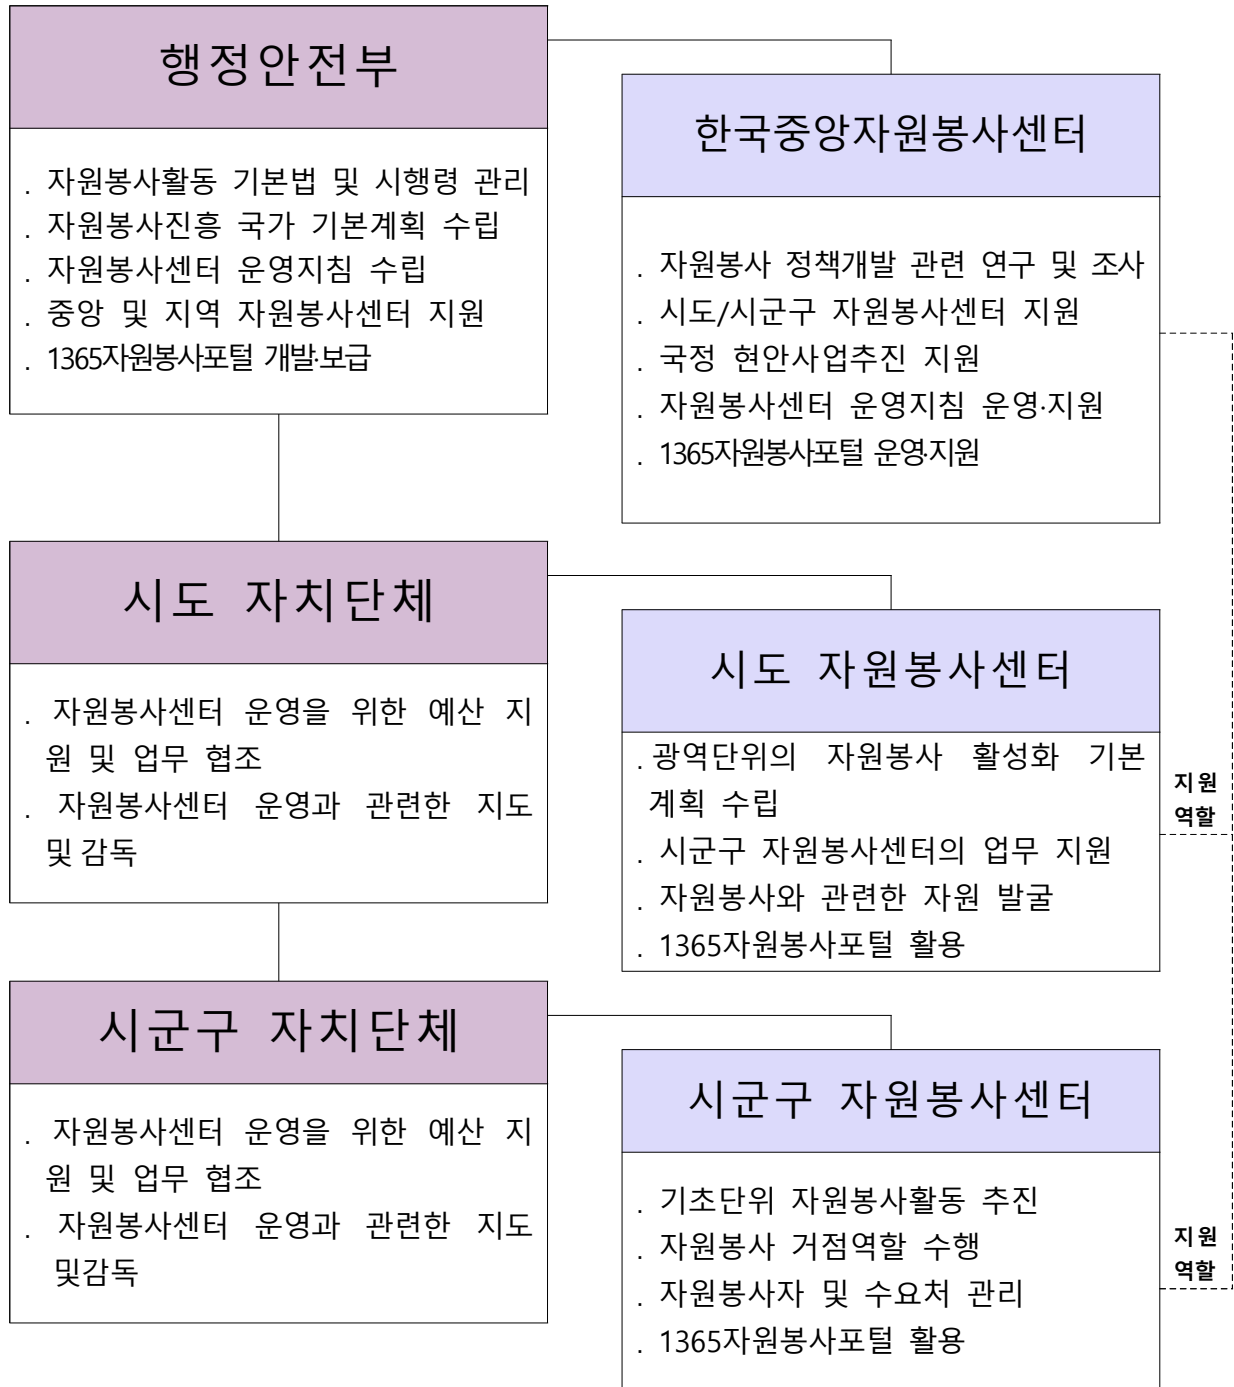 행정안전부
. 자원봉사활동 기본법 및 시행령 관리
. 자원봉사진흥 국가 기본계획 수립
. 자원봉사센터 운영지침 수립
. 중앙 및 지역 자원봉사센터 지원
. 1365자원봉사포털 개발·보급
한국중앙자원봉사센터
. 자원봉사 정책개발 관련 연구 및 조사
. 시도/시군구 자원봉사센터 지원
. 국정 현안사업추진 지원
. 자원봉사센터 운영지침 운영·지원
. 1365자원봉사포털 운영·지원
시도 자치단체
. 자원봉사센터 운영을 위한 예산 지
원 및 업무 협조
. 자원봉사센터 운영과 관련한 지도
및 감독
시도 자원봉사센터
. 광역단위의 자원봉사 활성화 기본
계획 수립
. 시군구 자원봉사센터의 업무 지원
. 자원봉사와 관련한 자원 발굴
. 1365자원봉사포털 활용
지원
역할
시군구 자치단체
. 자원봉사센터 운영을 위한 예산 지
원 및 업무 협조
. 자원봉사센터 운영과 관련한 지도
및감독
시군구 자원봉사센터
. 기초단위 자원봉사활동 추진
. 자원봉사 거점역할 수행
. 자원봉사자 및 수요처 관리
. 1365자원봉사포털 활용
지원
역할